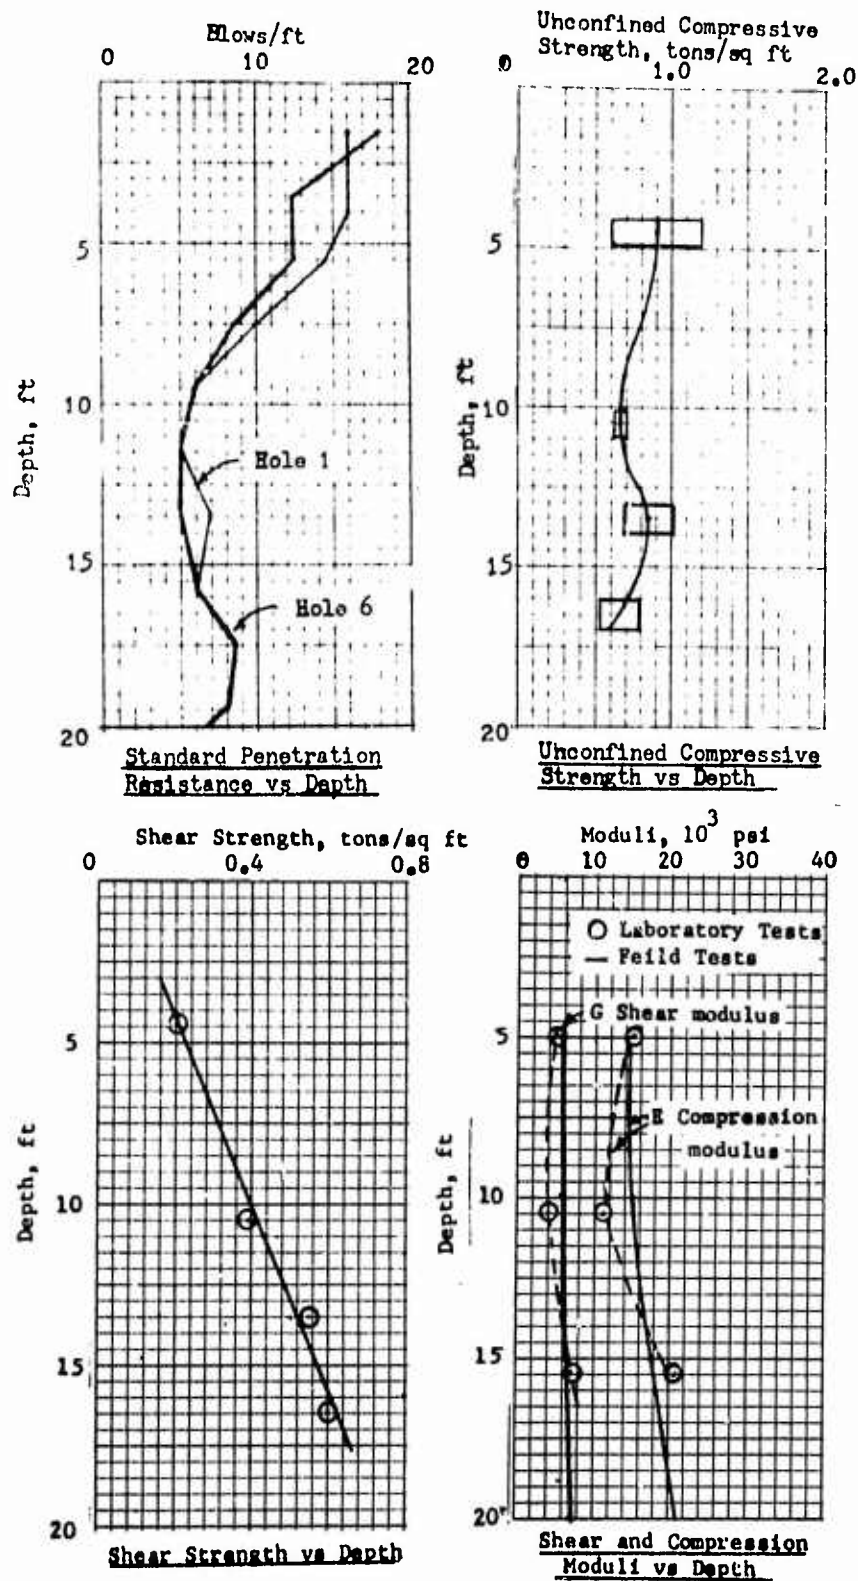 Blows/ft
0 10 20
5
10
15
20
Depth, ft
Hole 1
Hole 6
Standard Penetration
Resistance vs Depth
Unconfined Compressive
Strength, tons/sq ft
0 1.0 2.0
5
10
15
20
Depth, ft
Unconfined Compressive
Strength vs Depth
Shear Strength, tons/sq ft
0 0.4 0.8
5
10
15
20
Depth, ft
Shear Strength vs Depth
Moduli, 10³ psi
0 10 20 30 40
Laboratory Tests
Feild Tests
G Shear modulus
E Compression
modulus
5
10
15
20
Depth, ft
Shear and Compression
Moduli vs Depth